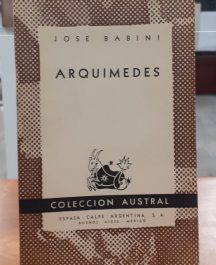 JOSE BABINI
ARQUIMEDES
COLECCION AUSTRAL
ESPASA - CALPE ARGENTINA S. A.
BUENOS AIRES - MEXICO